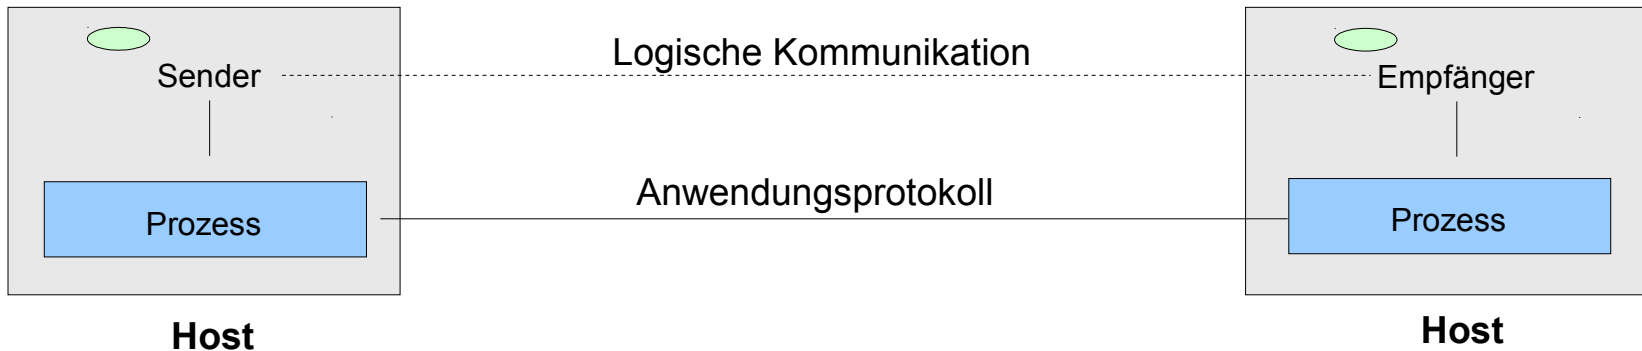 Logische Kommunikation
Sender
Empfänger
Anwendungsprotokoll
Prozess
Prozess
Host
Host